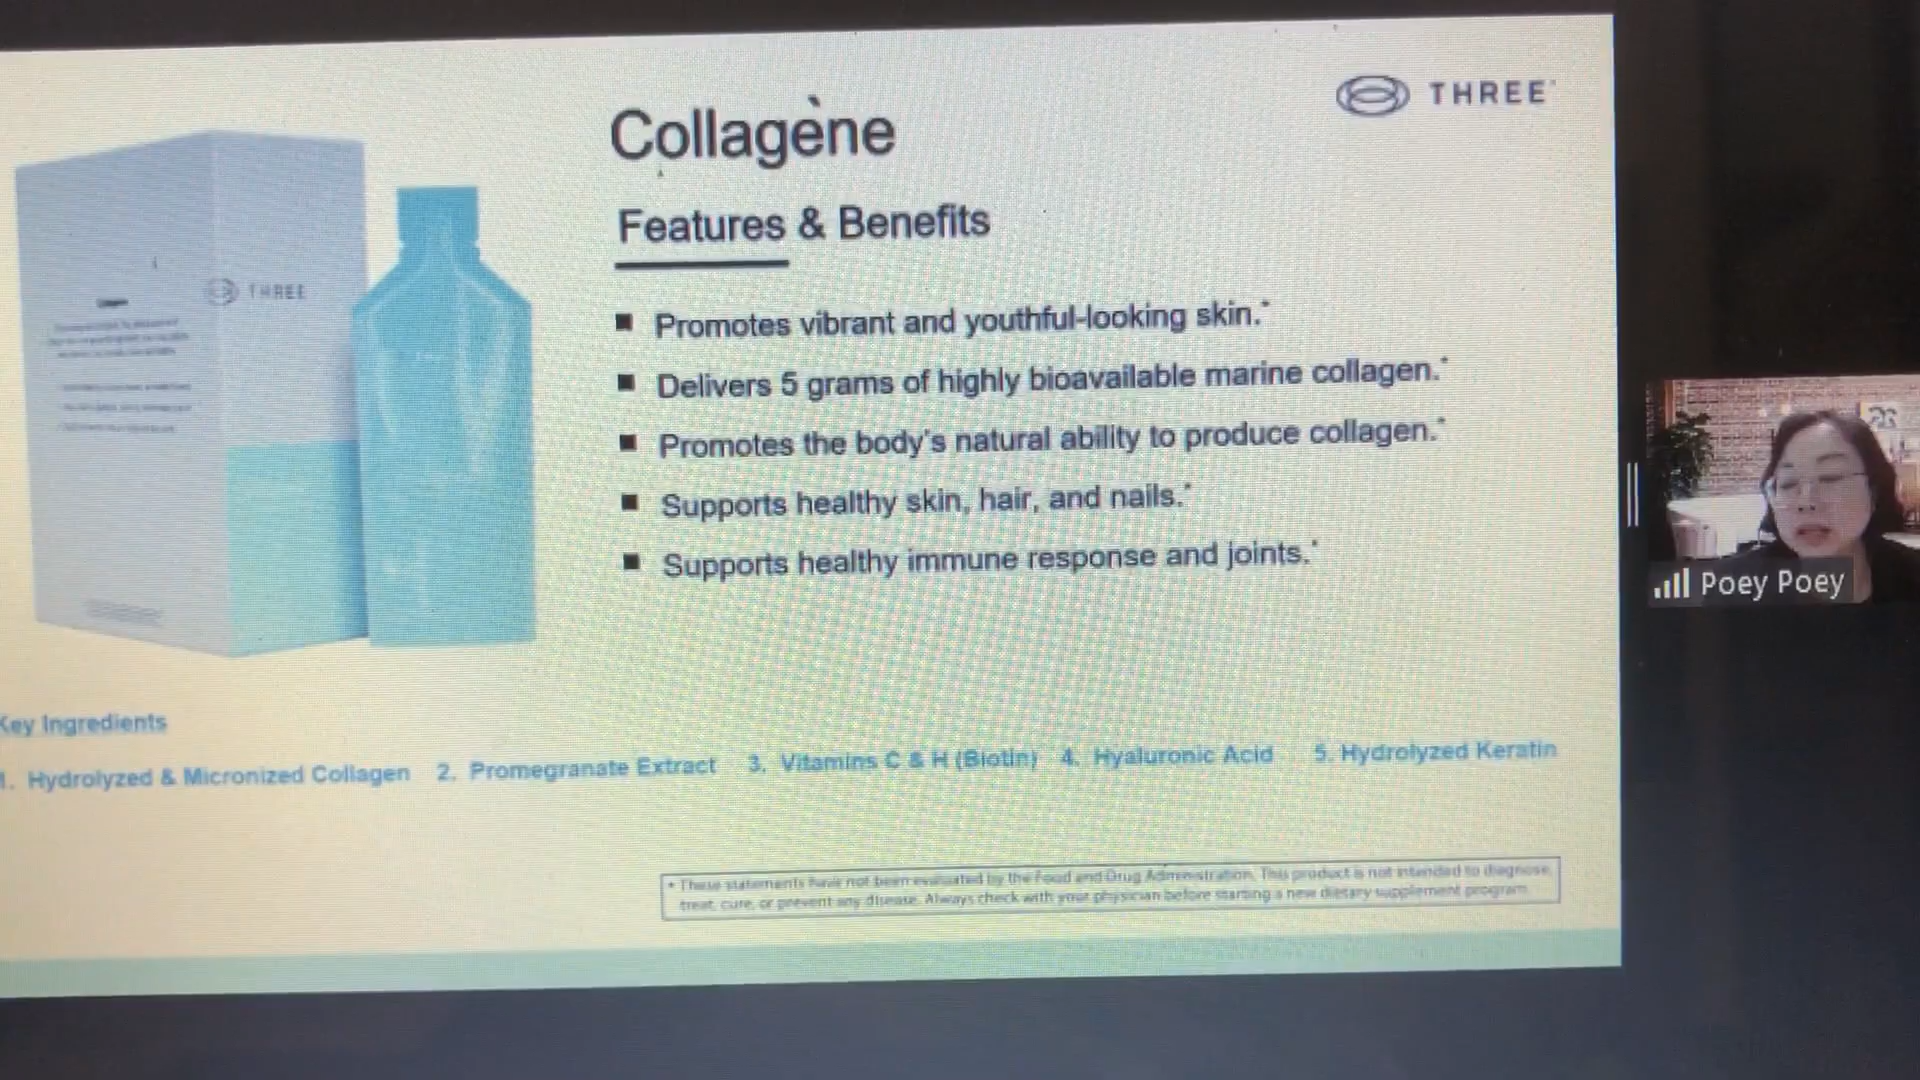 THREE
Collagène
Features & Benefits
THREE
■ Promotes vibrant and youthful-looking skin.*
■ Delivers 5 grams of highly bioavailable marine collagen.*
■ Promotes the body's natural ability to produce collagen.*
■ Supports healthy skin, hair, and nails.*
■ Supports healthy immune response and joints.*
Poey Poey
Key Ingredients
1. Hydrolyzed & Micronized Collagen 2. Promegranate Extract 3. Vitamins C & H (Biotin) 4. Hyaluronic Acid 5. Hydrolyzed Keratin
* These statements have not been evaluated by the Food and Drug Administration. This product is not intended to diagnose,
treat, cure, or prevent any disease. Always check with your physician before starting a new dietary supplement program.